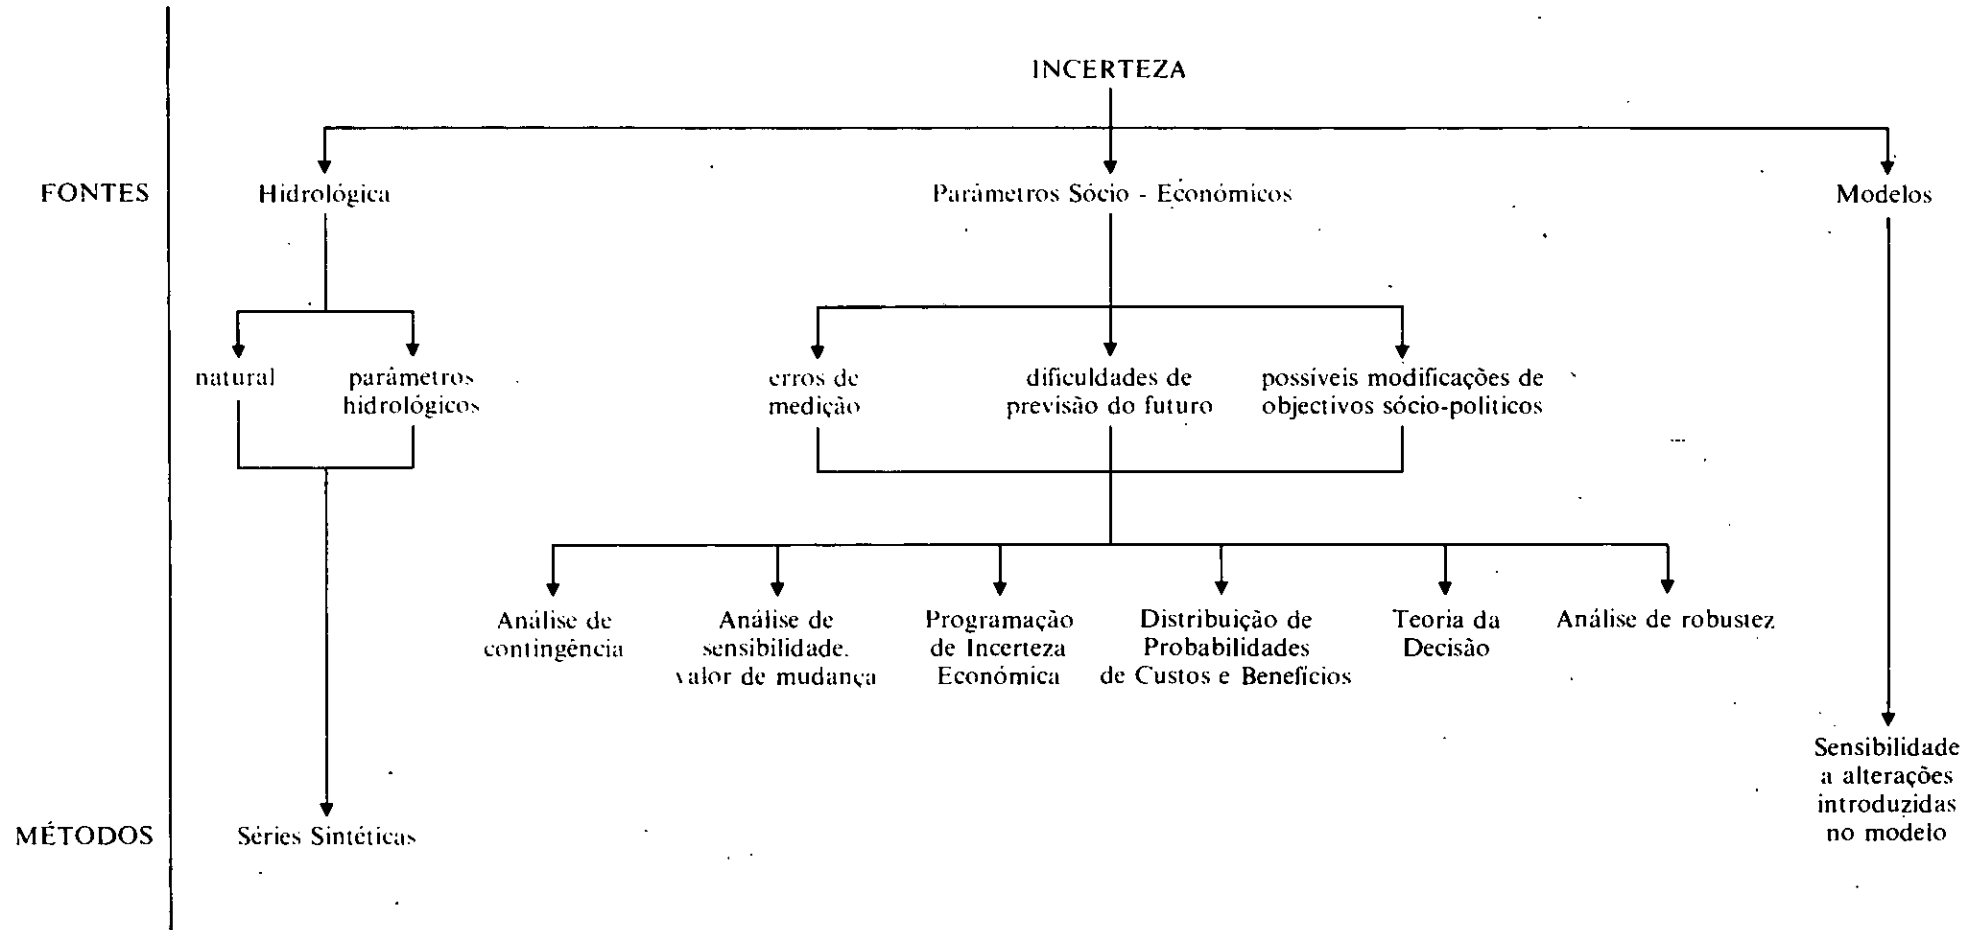 INCERTEZA
FONTES
Hidrológica
Parâmetros Sócio - Económicos
Modelos
natural
parâmetros
hidrológicos
erros de
medição
dificuldades de
previsão do futuro
possíveis modificações de
objectivos sócio-politicos
Análise de
contingência
Análise de
sensibilidade.
valor de mudança
Programação
de Incerteza
Económica
Distribuição de
Probabilidades
de Custos e Benefícios
Teoria da
Decisão
Análise de robustez
MÉTODOS
Séries Sintéticas
Sensibilidade
a alterações
introduzidas
no modelo